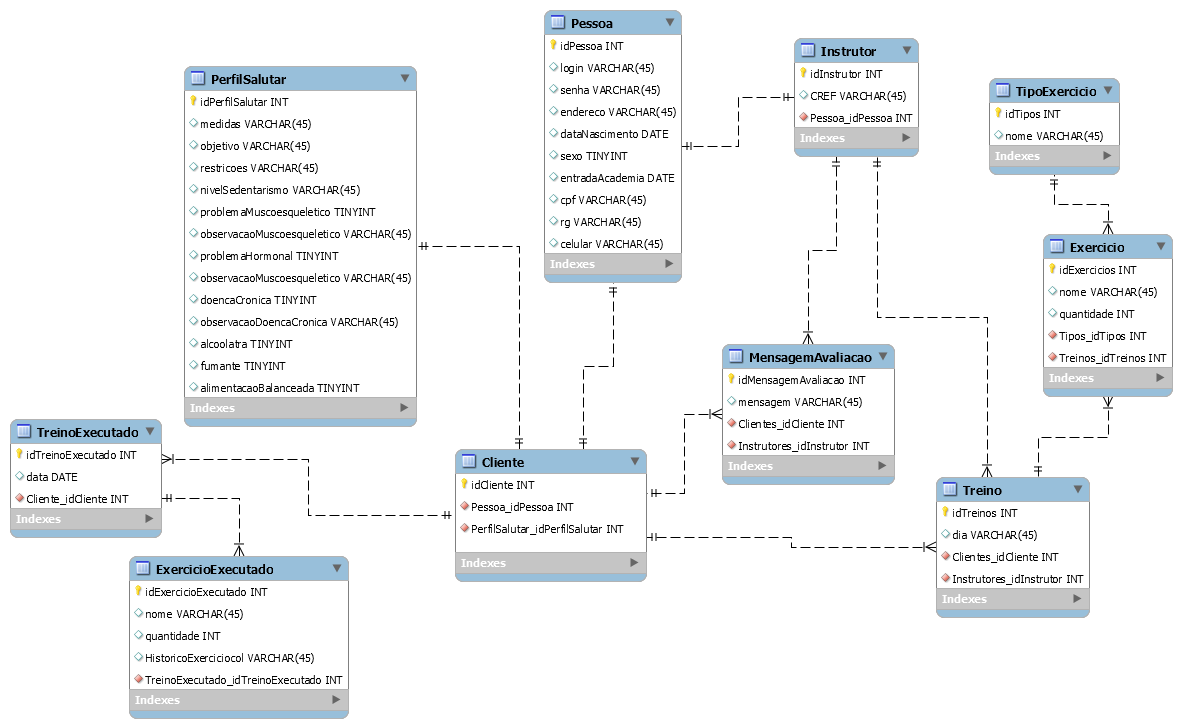 Pessoa
idPessoa INT
login VARCHAR(45)
senha VARCHAR(45)
endereco VARCHAR(45)
dataNascimento DATE
sexo TINYINT
entradaAcademia DATE
cpf VARCHAR(45)
rg VARCHAR(45)
celular VARCHAR(45)
Indexes
Instrutor
idInstrutor INT
CREF VARCHAR(45)
Pessoa_idPessoa INT
Indexes
PerfilSalutar
idPerfilSalutar INT
medidas VARCHAR(45)
objetivo VARCHAR(45)
restricoes VARCHAR(45)
nivelSedentarismo VARCHAR(45)
problemaMuscoesqueletico TINYINT
observacaoMuscoesqueletico VARCHAR(45)
problemaHormonal TINYINT
observacaoMuscoesqueletico VARCHAR(45)
doencaCronica TINYINT
observacaoDoencaCronica VARCHAR(45)
alcoolatra TINYINT
fumante TINYINT
alimentacaoBalanceada TINYINT
Indexes
TipoExercicio
idTipos INT
nome VARCHAR(45)
Indexes
Exercicio
idExercicios INT
nome VARCHAR(45)
quantidade INT
Tipos_idTipos INT
Treinos_idTreinos INT
Indexes
MensagemAvaliacao
idMensagemAvaliacao INT
mensagem VARCHAR(45)
Clientes_idCliente INT
Instrutores_idInstrutor INT
Indexes
TreinoExecutado
idTreinoExecutado INT
data DATE
Cliente_idCliente INT
Indexes
Cliente
idCliente INT
Pessoa_idPessoa INT
PerfilSalutar_idPerfilSalutar INT
Indexes
Treino
idTreinos INT
dia VARCHAR(45)
Clientes_idCliente INT
Instrutores_idInstrutor INT
Indexes
ExercicioExecutado
idExercicioExecutado INT
nome VARCHAR(45)
quantidade INT
HistoricoExerciciocol VARCHAR(45)
TreinoExecutado_idTreinoExecutado INT
Indexes